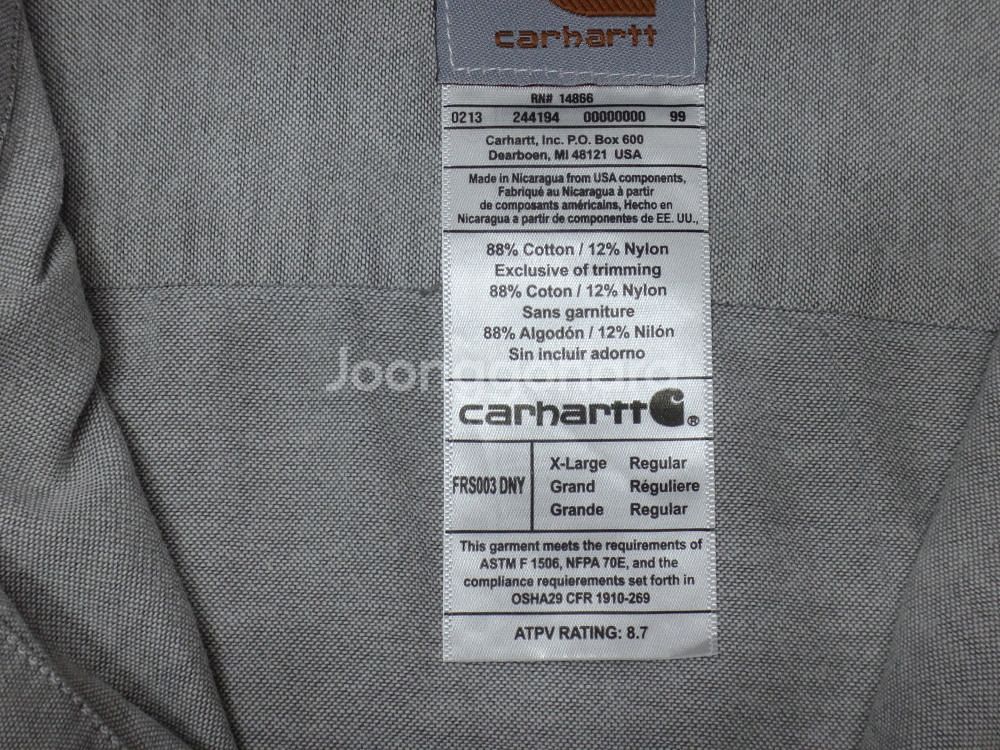 carhartt
RN# 14866
0213 244194 00000000 99
Carhartt, Inc. P.O. Box 600
Dearboen, MI 48121 USA
Made in Nicaragua from USA components,
Fabriqué au Nicaragua à partir
de composants américains, Hecho en
Nicaragua a partir de componentes de EE. UU.,
88% Cotton / 12% Nylon
Exclusive of trimming
88% Coton / 12% Nylon
Sans garniture
88% Algodón / 12% Nilón
Sin incluir adorno
Joongonara
carhartt ®
FRS003 DNY
X-Large Regular
Grand Réguliere
Grande Regular
This garment meets the requirements of
ASTM F 1506, NFPA 70E, and the
compliance requierements set forth in
OSHA29 CFR 1910-269
ATPV RATING: 8.7